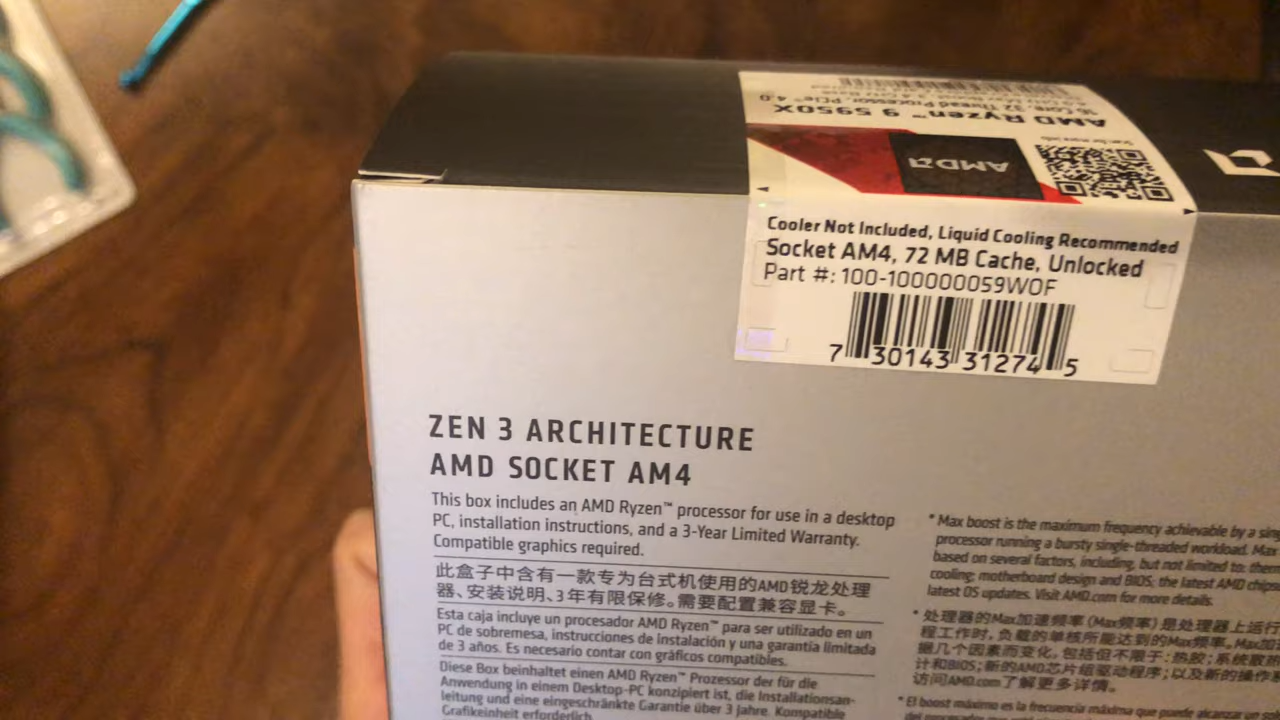 AMD Ryzen™ 9 5950X
16 Core, 32 Thread Processor, PCIe® 4.0
Scan for more info
AMD
Cooler Not Included, Liquid Cooling Recommended
Socket AM4, 72 MB Cache, Unlocked
Part #: 100-100000059WOF
7 30143 31274 5
ZEN 3 ARCHITECTURE
AMD SOCKET AM4
This box includes an AMD Ryzen™ processor for use in a desktop
PC, installation instructions, and a 3-Year Limited Warranty.
Compatible graphics required.
此盒子中含有一款专为台式机使用的AMD锐龙处理
器、安装说明、3年有限保修。需要配置兼容显卡。
Esta caja incluye un procesador AMD Ryzen™ para ser utilizado en un
PC de sobremesa, instrucciones de instalación y una garantía limitada
de 3 años. Es necesario contar con gráficos compatibles.
Diese Box beinhaltet einen AMD Ryzen™ Prozessor der für die
Anwendung in einem Desktop-PC konzipiert ist, die Installationsan-
leitung und eine eingeschränkte Garantie über 3 Jahre. Kompatible
Grafikeinheit erforderlich.
* Max boost is the maximum frequency achievable by a
processor running a bursty single-threaded workload. Max
based on several factors, including, but not limited to:
cooling; motherboard design and BIOS; the latest AMD
latest OS updates. Visit AMD.com for more details.
* 处理器的Max加速频率 (Max频率) 是处理器上运行
程工作时，负载的单核所能达到的Max频率。Max
据几个因素而变化，包括但不限于：热胶；系统散
计和BIOS；新的AMD芯片组驱动程序；以及新的操作
访问AMD.com了解更多详情。
* El boost máximo es la frecuencia máxima que puede alcanzar un